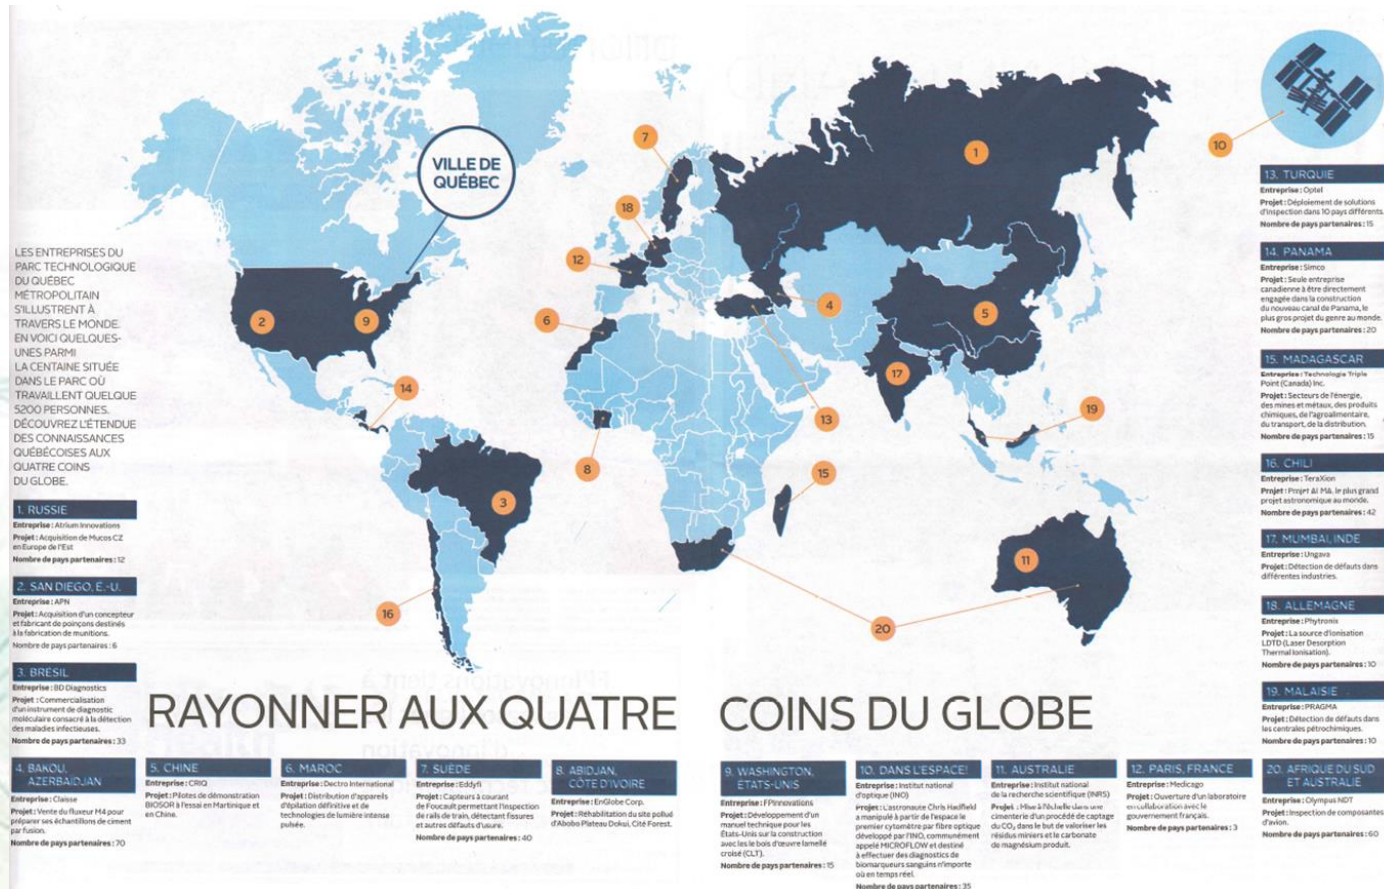 VILLE DE
QUÉBEC
LES ENTREPRISES DU
PARC TECHNOLOGIQUE
DU QUÉBEC
MÉTROPOLITAIN
S'ILLUSTRENT À
TRAVERS LE MONDE.
EN VOICI QUELQUES-
UNES PARMI
LA CENTAINE SITUÉE
DANS LE PARC OÙ
TRAVAILLENT QUELQUE
5200 PERSONNES.
DÉCOUVREZ L'ÉTENDUE
DES CONNAISSANCES
QUÉBÉCOISES AUX
QUATRE COINS
DU GLOBE.
1
2
3
4
5
6
7
8
9
10
11
12
13
14
15
16
17
18
19
20
RAYONNER AUX QUATRE COINS DU GLOBE
1. RUSSIE
Entreprise : Atrium Innovations
Projet : Acquisition de Mucos CZ
en Europe de l'Est
Nombre de pays partenaires : 12
2. SAN DIEGO, É.-U.
Entreprise : APN
Projet : Acquisition d'un concepteur
et fabricant de poinçons destinés
à la fabrication de munitions.
Nombre de pays partenaires : 6
3. BRÉSIL
Entreprise : BD Diagnostics
Projet : Commercialisation
d'un instrument de diagnostic
moléculaire consacré à la détection
des maladies infectieuses.
Nombre de pays partenaires : 33
4. BAKOU,
AZERBAÏDJAN
Entreprise : Claisse
Projet : Vente du fluxeur M4 pour
préparer ses échantillons de ciment
par fusion.
Nombre de pays partenaires : 70
5. CHINE
Entreprise : CRIQ
Projet : Pilotes de démonstration
BIOSOR à l'essai en Martinique et
en Chine.
6. MAROC
Entreprise : Dectro International
Projet : Distribution d'appareils
d'épilation définitive et de
technologies de lumière intense
pulsée.
7. SUÈDE
Entreprise : Eddyfi
Projet : Capteurs à courant
de Foucault permettant l'inspection
de rails de train, détectant fissures
et autres défauts d'usure.
Nombre de pays partenaires : 40
8. ABIDJAN,
CÔTE D'IVOIRE
Entreprise : EnGlobe Corp.
Projet : Réhabilitation du site pollué
d'Abobo Plateau Dokui, Cité Forest.
9. WASHINGTON,
ÉTATS-UNIS
Entreprise : FPInnovations
Projet : Développement d'un
manuel technique pour les
États-Unis sur la construction
avec les le bois d'œuvre lamellé
croisé (CLT).
Nombre de pays partenaires : 15
10. DANS L'ESPACE!
Entreprise : Institut national
d'optique (INO)
Projet : L'astronaute Chris Hadfield
a manipulé à partir de l'espace le
premier cytomètre par fibre optique
développé par l'INO, communément
appelé MICROFLOW et destiné
à effectuer des diagnostics de
biomarqueurs sanguins n'importe
où en temps réel.
Nombre de pays partenaires : 35
11. AUSTRALIE
Entreprise : Institut national
de la recherche scientifique (INRS)
Projet : Mise à l'échelle dans une
cimenterie d'un procédé de captage
du CO₂ dans le but de valoriser les
résidus miniers et le carbonate
de magnésium produit.
12. PARIS, FRANCE
Entreprise : Medicago
Projet : Ouverture d'un laboratoire
en collaboration avec le
gouvernement français.
Nombre de pays partenaires : 3
13. TURQUIE
Entreprise : Optel
Projet : Déploiement de solutions
d'inspection dans 10 pays différents.
Nombre de pays partenaires : 15
14. PANAMA
Entreprise : Simco
Projet : Seule entreprise
canadienne à être directement
engagée dans la construction
du nouveau canal de Panama, le
plus gros projet du genre au monde.
Nombre de pays partenaires : 20
15. MADAGASCAR
Entreprise : Technologie Triple
Point (Canada) Inc.
Projet : Secteurs de l'énergie,
des mines et métaux, des produits
chimiques, de l'agroalimentaire,
du transport, de la distribution.
Nombre de pays partenaires : 15
16. CHILI
Entreprise : TeraXion
Projet : Projet ALMA, le plus grand
projet astronomique au monde.
Nombre de pays partenaires : 42
17. MUMBAI, INDE
Entreprise : Ungava
Projet : Détection de défauts dans
différentes industries.
18. ALLEMAGNE
Entreprise : Phytronix
Projet : La source d'ionisation
LDTD (Laser Desorption
Thermal Ionisation).
Nombre de pays partenaires : 10
19. MALAISIE
Entreprise : PRAGMA
Projet : Détection de défauts dans
les centrales pétrochimiques.
Nombre de pays partenaires : 10
20. AFRIQUE DU SUD
ET AUSTRALIE
Entreprise : Olympus NDT
Projet : Inspection de composantes
d'avion.
Nombre de pays partenaires : 60